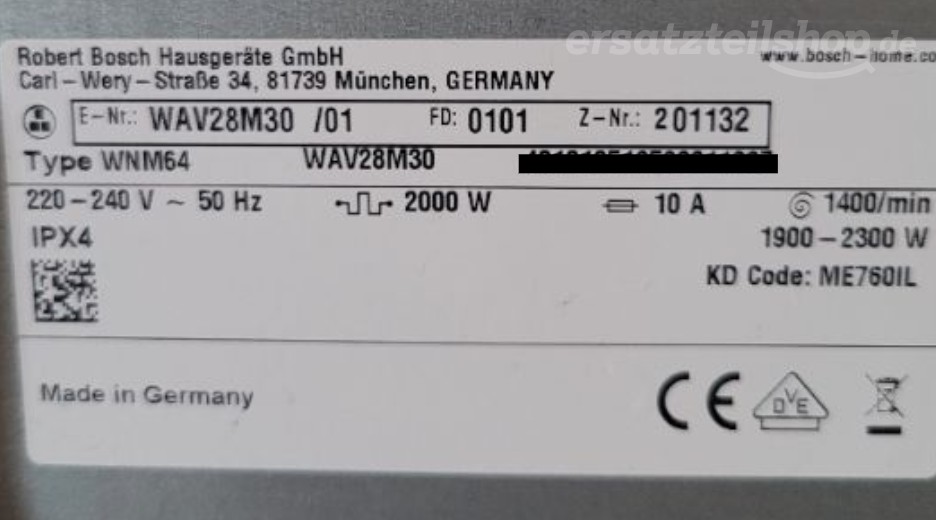 ersatzteilshop.de
Robert Bosch Hausgeräte GmbH www.bosch-home.co
Carl-Wery-Straße 34, 81739 München, GERMANY
E-Nr.: WAV28M30 /01 FD: 0101 Z-Nr.: 201132
Type WNM64 WAV28M30
220-240 V ~ 50 Hz 2000 W 10 A 1400/min
IPX4 1900-2300 W
KD Code: ME760IL
Made in Germany CE DVE